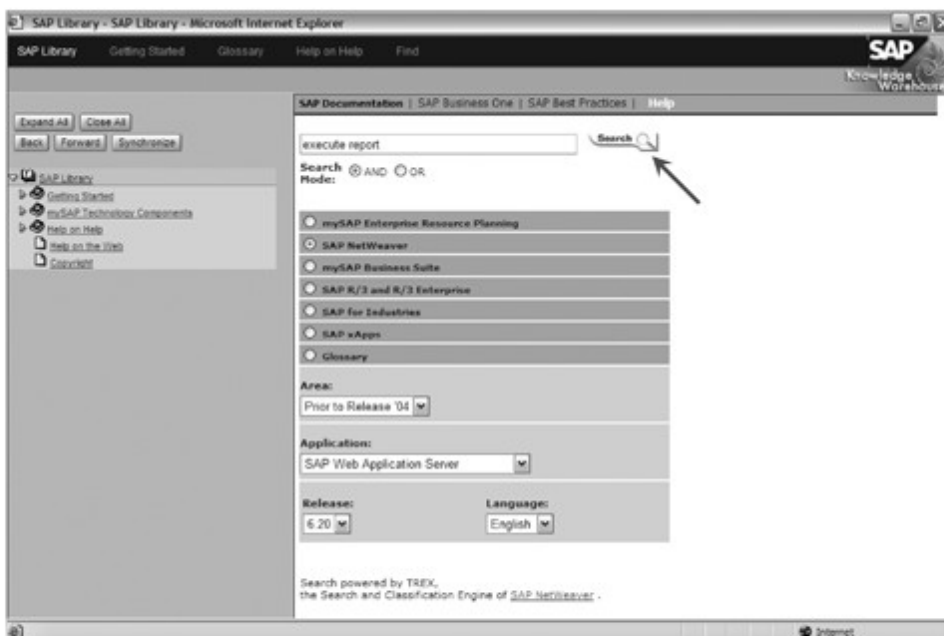 SAP Library - SAP Library - Microsoft Internet Explorer
SAP Library Getting Started Glossary Help on Help Find
SAP
Knowledge
Warehouse
SAP Documentation | SAP Business One | SAP Best Practices | Help
Expand All Close All
Back Forward Synchronize
execute report Search
Search Mode: AND OR
SAP Library
Getting Started
mySAP Technology Components
Help on Help
Help on the Web
Copyright
mySAP Enterprise Resource Planning
SAP NetWeaver
mySAP Business Suite
SAP R/3 and R/3 Enterprise
SAP for Industries
SAP xApps
Glossary
Area:
Prior to Release '04
Application:
SAP Web Application Server
Release: Language:
6.20 English
Search powered by TREX,
the Search and Classification Engine of SAP NetWeaver .
Internet